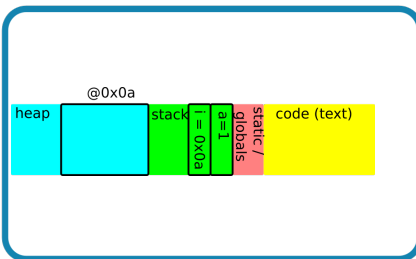 @0x0a
heap
stack
i = 0x0a
a=1
static /
globals
code (text)